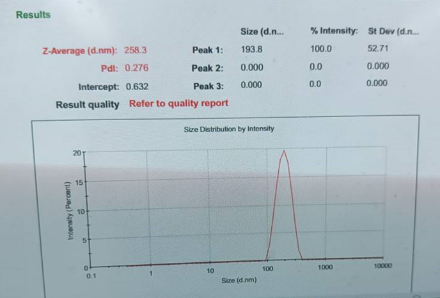 Results
Size (d.n... % Intensity: St Dev (d.n...
Z-Average (d.nm): 258.3 Peak 1: 193.8 100.0 52.71
PdI: 0.276 Peak 2: 0.000 0.0 0.000
Intercept: 0.632 Peak 3: 0.000 0.0 0.000
Result quality Refer to quality report
Size Distribution by Intensity
20
15
10
5
0
Intensity (Percent)
0.1 1 10 100 1000 10000
Size (d.nm)